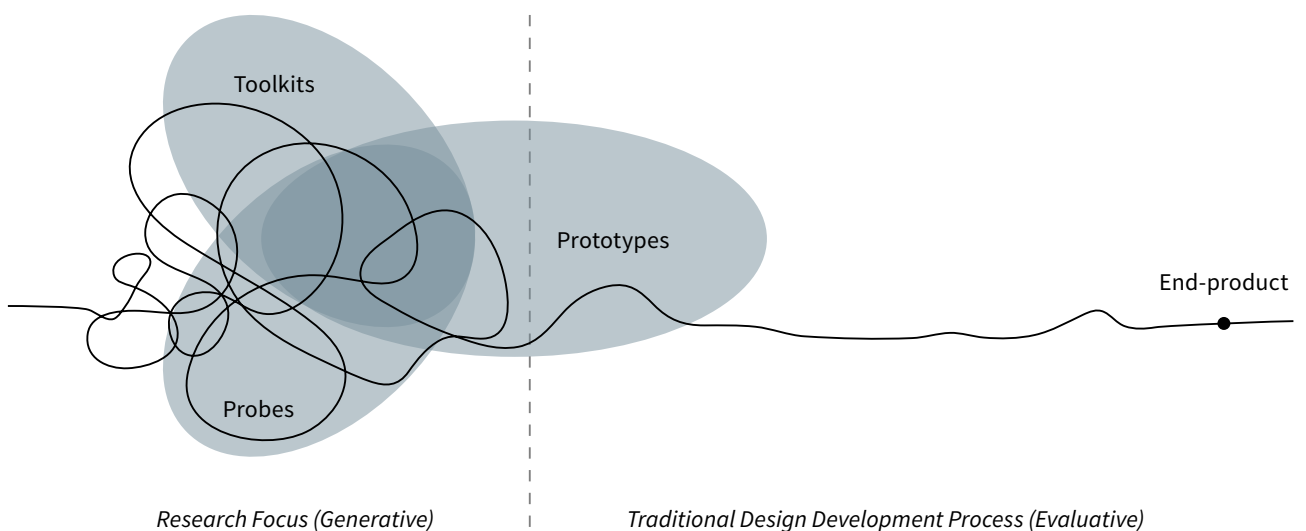 Toolkits
Prototypes
End-product
Probes
Research Focus (Generative)
Traditional Design Development Process (Evaluative)